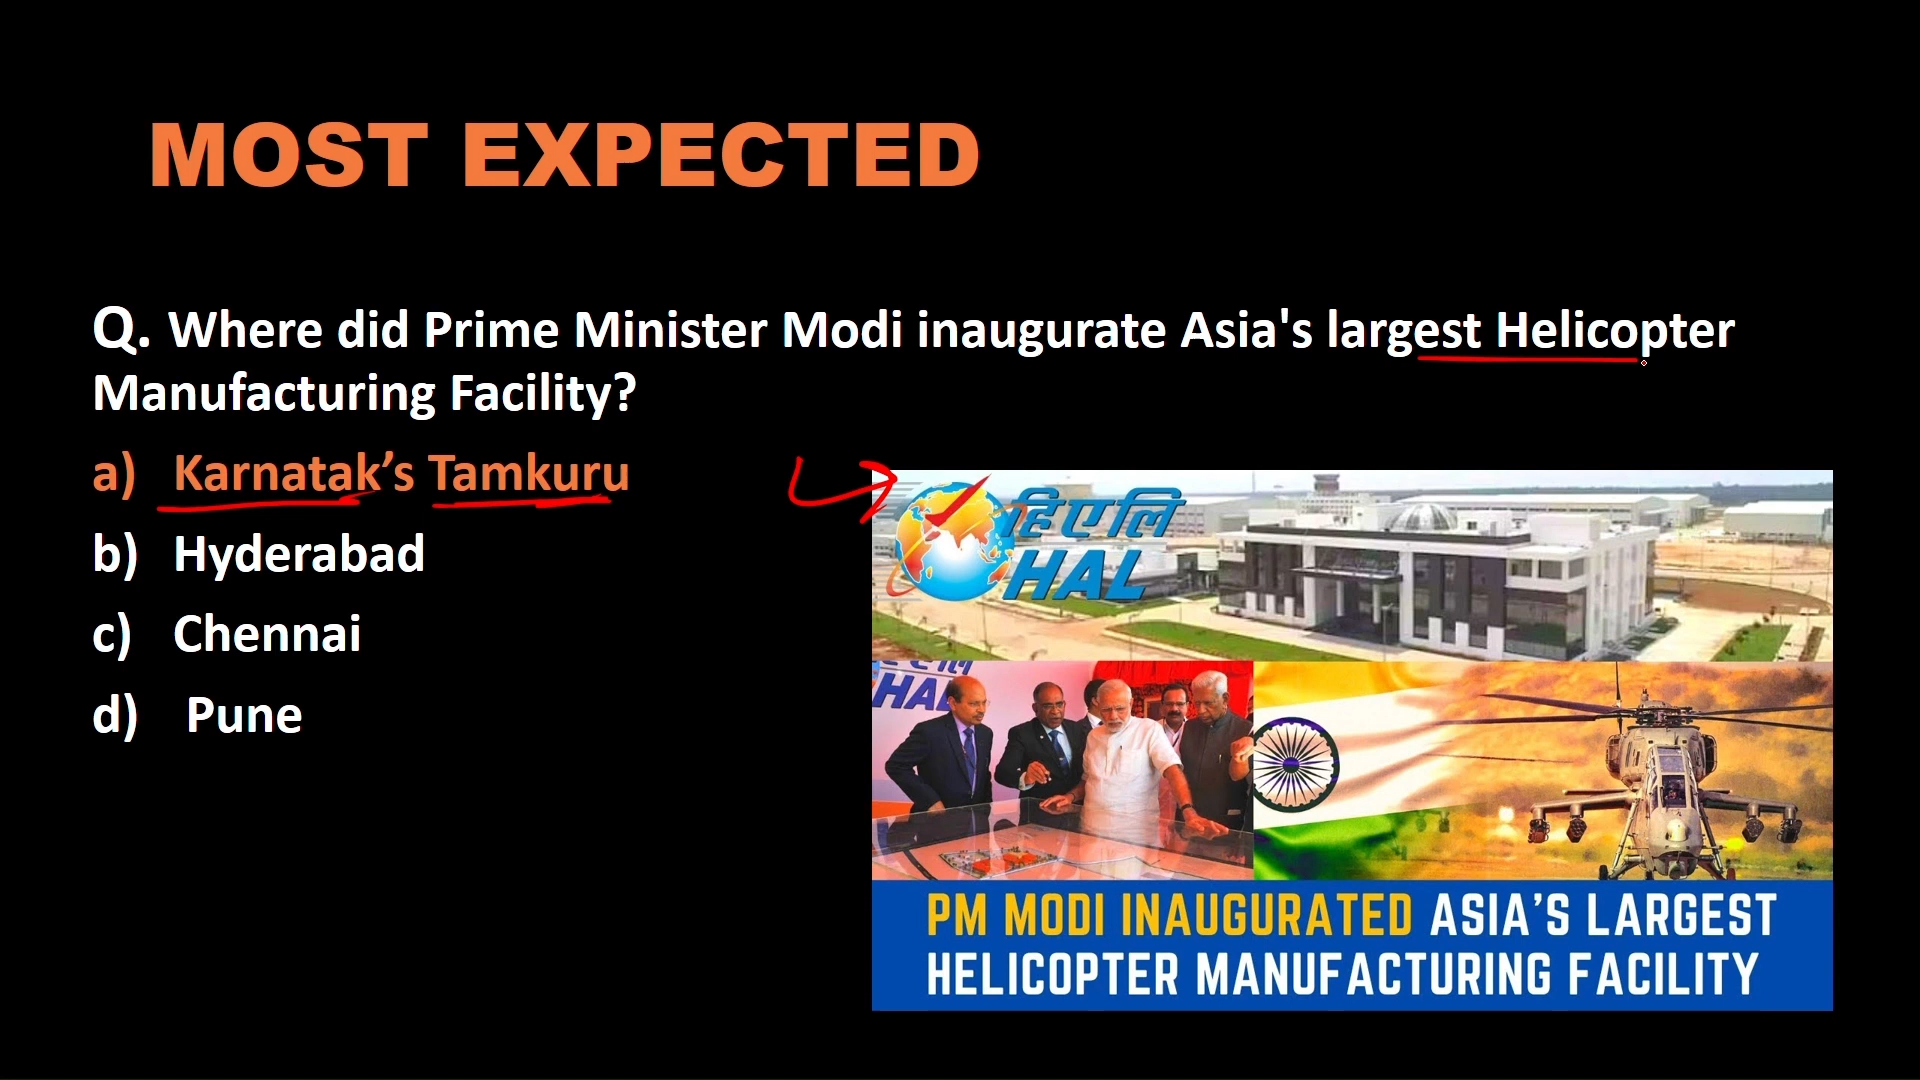 MOST EXPECTED
Q. Where did Prime Minister Modi inaugurate Asia's largest Helicopter
Manufacturing Facility?
a) Karnatak’s Tamkuru
b) Hyderabad
c) Chennai
d) Pune
हिएलि
HAL
HAL
PM MODI INAUGURATED ASIA’S LARGEST
HELICOPTER MANUFACTURING FACILITY